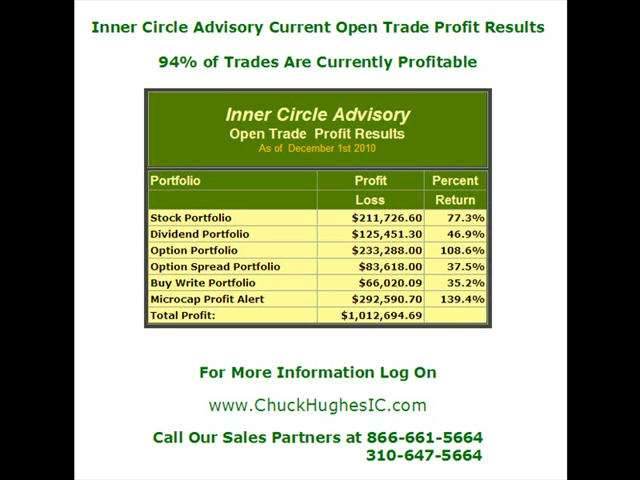 Inner Circle Advisory Current Open Trade Profit Results
94% of Trades Are Currently Profitable
Inner Circle Advisory
Open Trade Profit Results
As of December 1st 2010
Portfolio Profit Percent
Loss Return
Stock Portfolio $211,726.60 77.3%
Dividend Portfolio $125,451.30 46.9%
Option Portfolio $233,288.00 108.6%
Option Spread Portfolio $83,618.00 37.5%
Buy Write Portfolio $66,020.09 35.2%
Microcap Profit Alert $292,590.70 139.4%
Total Profit: $1,012,694.69
For More Information Log On
www.ChuckHughesIC.com
Call Our Sales Partners at 866-661-5664
310-647-5664